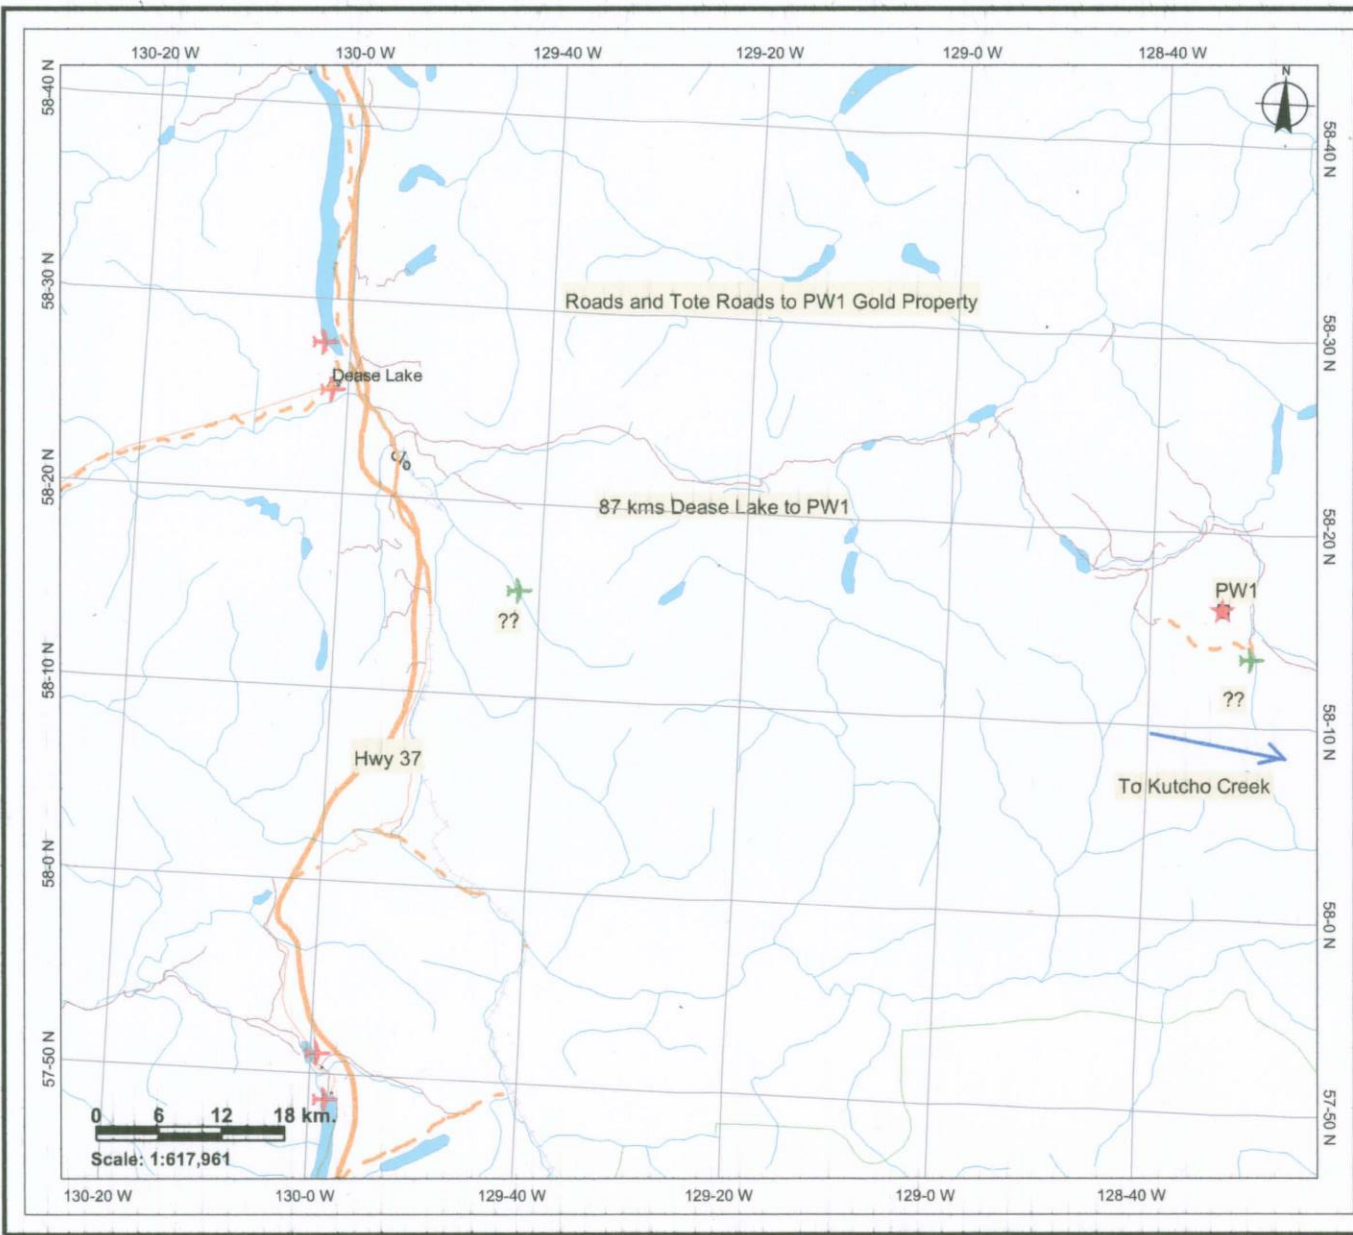 130-20 W 130-0 W 129-40 W 129-20 W 129-0 W 128-40 W
N
58-40 N
58-40 N
58-30 N
Roads and Tote Roads to PW1 Gold Property
58-30 N
Dease Lake
58-20 N
87 kms Dease Lake to PW1
58-20 N
PW1
??
58-10 N
??
58-10 N
Hwy 37
To Kutcho Creek
58-0 N
58-0 N
57-50 N
57-50 N
0 6 12 18 km.
Scale: 1:617,961
130-20 W 130-0 W 129-40 W 129-20 W 129-0 W 128-40 W